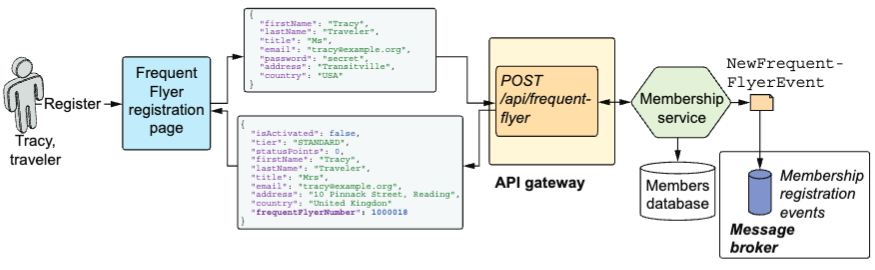 {
"firstName": "Tracy",
"lastName": "Traveler",
"title": "Ms",
"email": "tracy@example.org",
"password": "secret",
"address": "Transitville",
"country": "USA"
}
Register
Tracy,
traveler
Frequent
Flyer
registration
page
{
"isActivated": false,
"tier": "STANDARD",
"statusPoints": 0,
"firstName": "Tracy",
"lastName": "Traveler",
"title": "Mrs",
"email": "tracy@example.org",
"address": "10 Pinnack Street, Reading",
"country": "United Kingdon"
"frequentFlyerNumber": 1000018
}
POST
/api/frequent-
flyer
API gateway
Membership
service
NewFrequent-
FlyerEvent
Members
database
Membership
registration
events
Message
broker